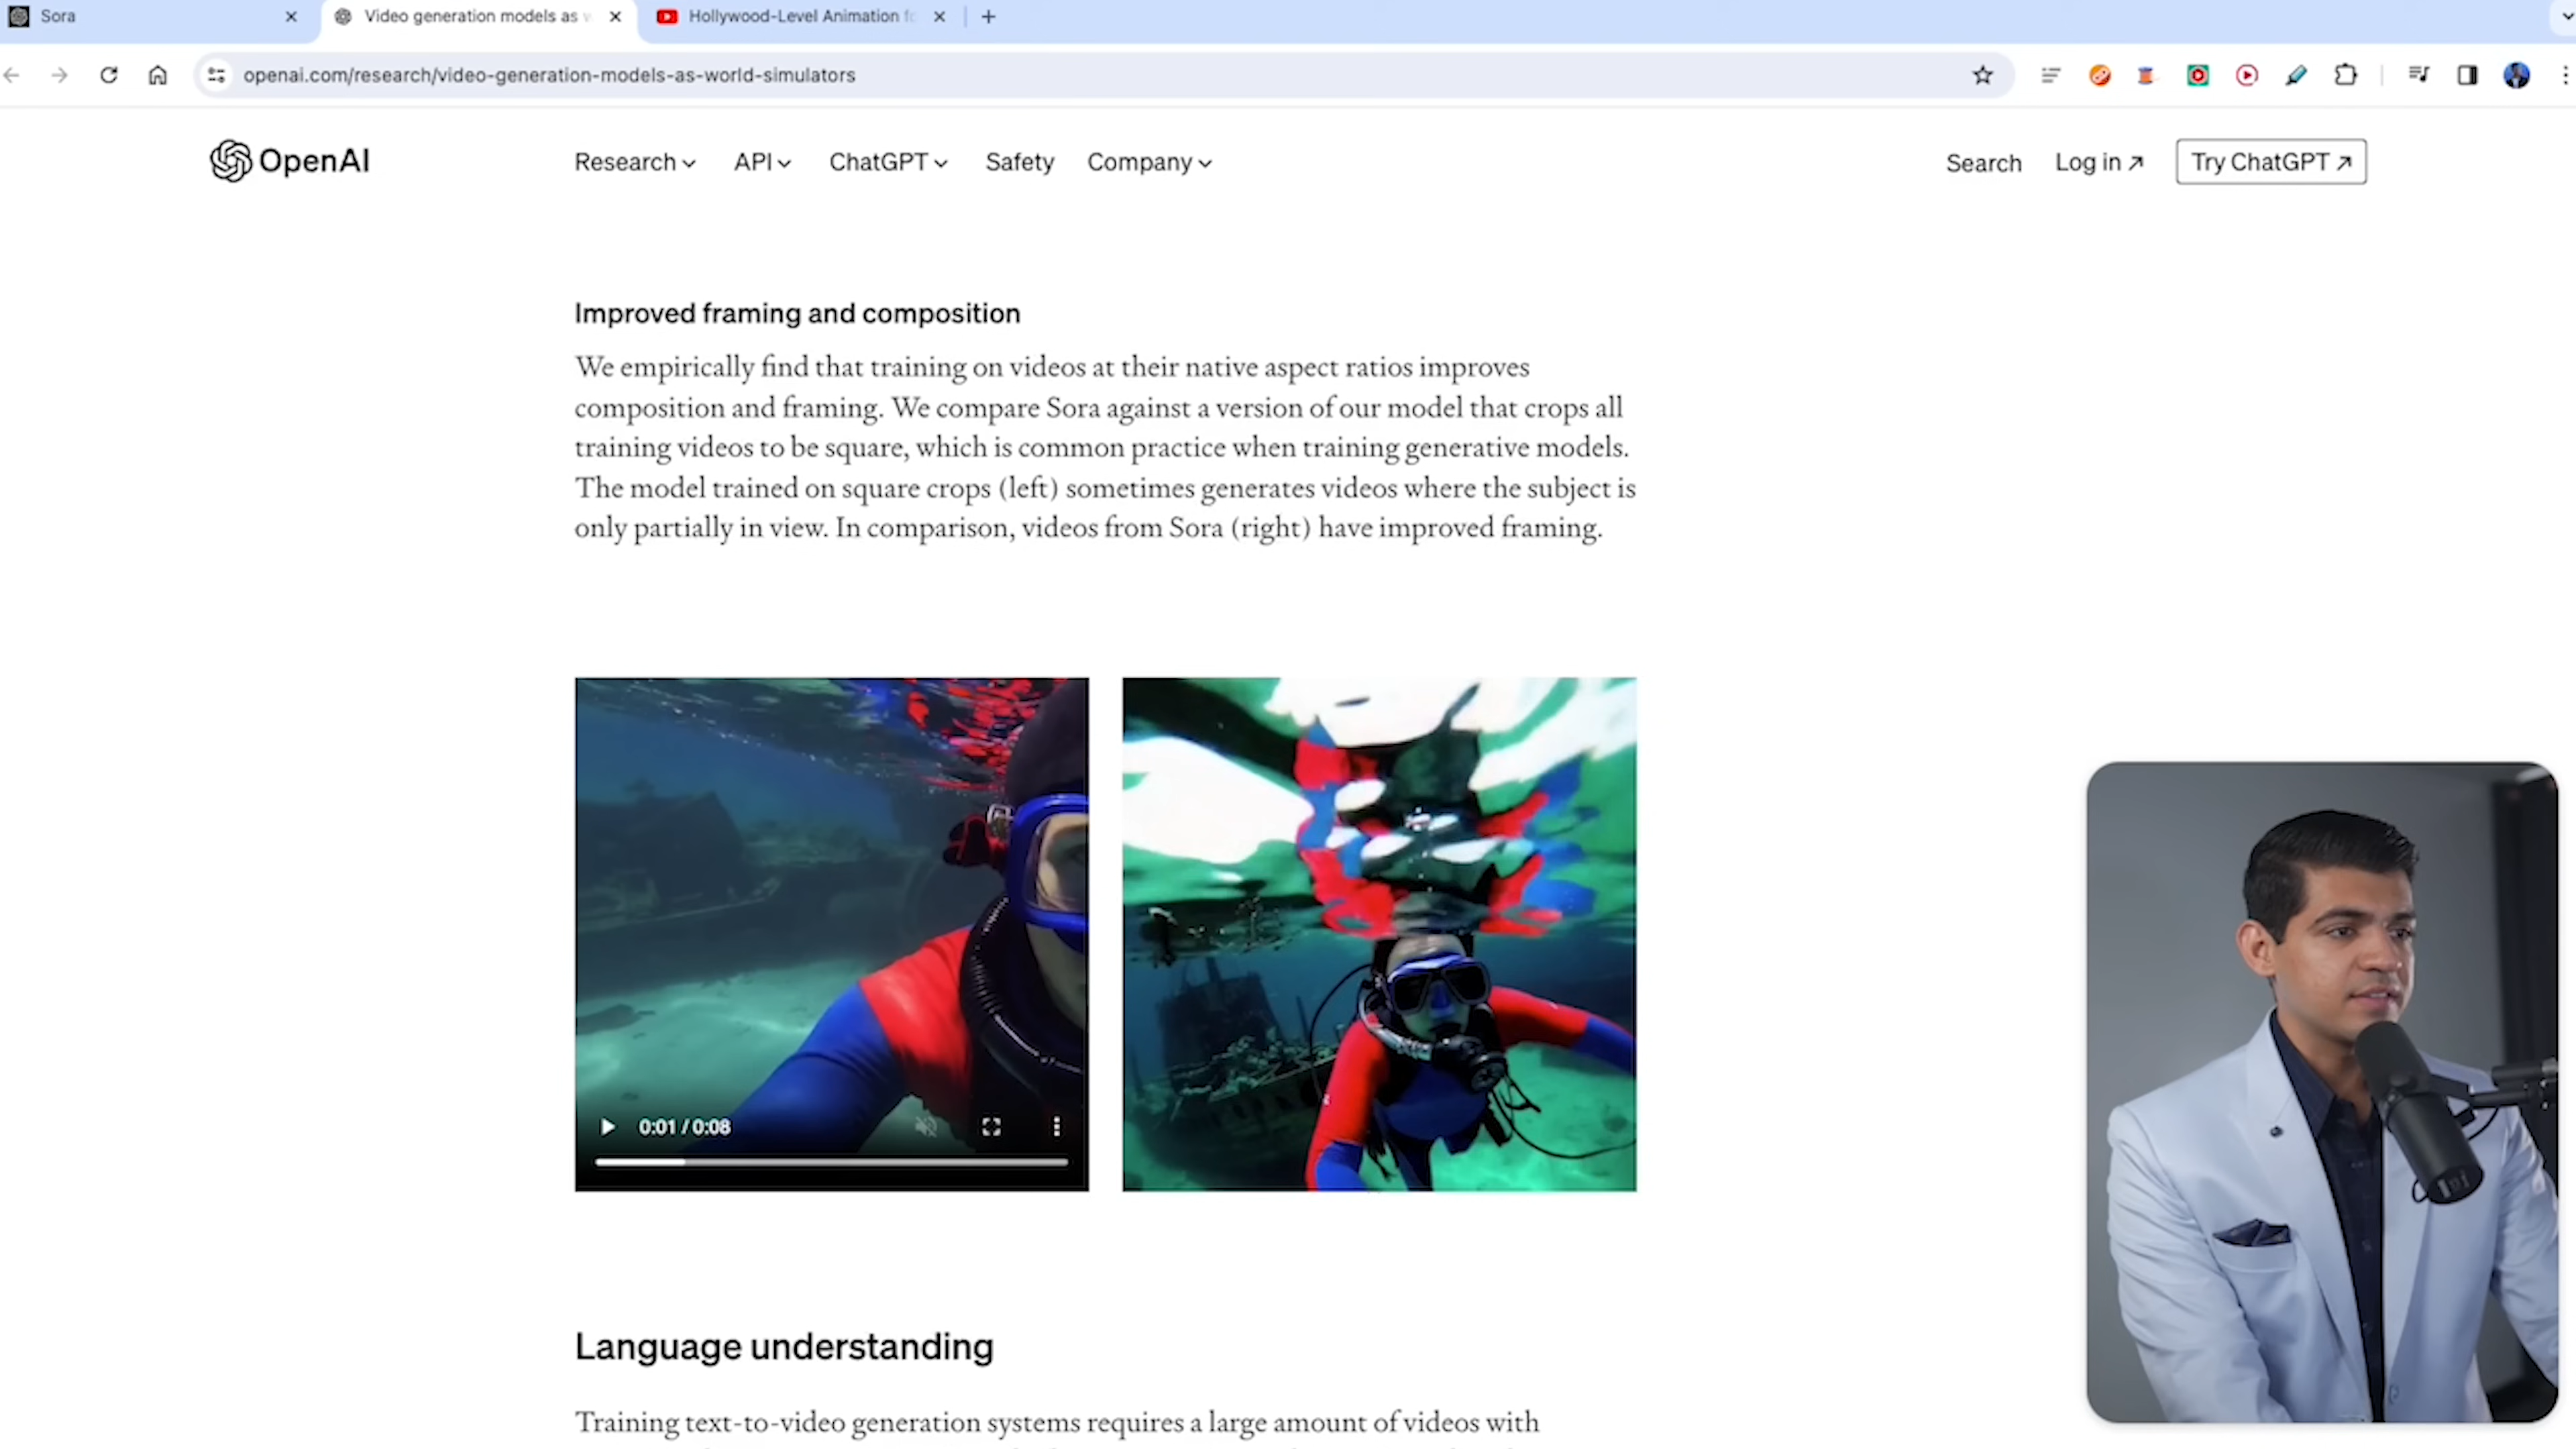 Sora
Video generation models as w
Hollywood-Level Animation fo
openai.com/research/video-generation-models-as-world-simulators
OpenAI
Research
API
ChatGPT
Safety
Company
Search
Log in ↗
Try ChatGPT ↗
Improved framing and composition
We empirically find that training on videos at their native aspect ratios improves
composition and framing. We compare Sora against a version of our model that crops all
training videos to be square, which is common practice when training generative models.
The model trained on square crops (left) sometimes generates videos where the subject is
only partially in view. In comparison, videos from Sora (right) have improved framing.
0:01 / 0:08
Language understanding
Training text-to-video generation systems requires a large amount of videos with